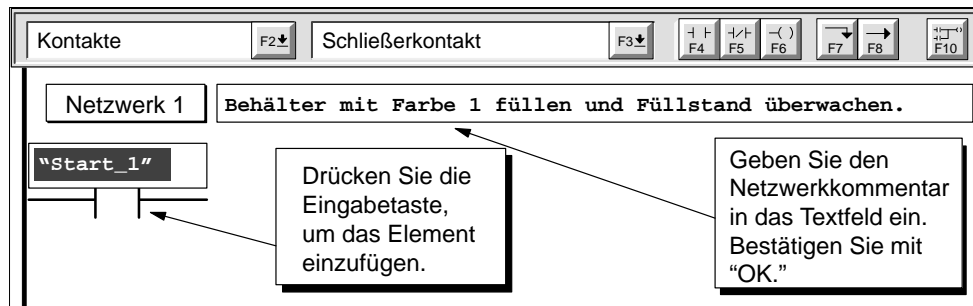 Kontakte F2 Schließerkontakt F3 F4 F5 F6 F7 F8 F10
Netzwerk 1 Behälter mit Farbe 1 füllen und Füllstand überwachen.
“Start_1”
Drücken Sie die
Eingabetaste,
um das Element
einzufügen.
Geben Sie den
Netzwerkkommentar
in das Textfeld ein.
Bestätigen Sie mit
“OK.”